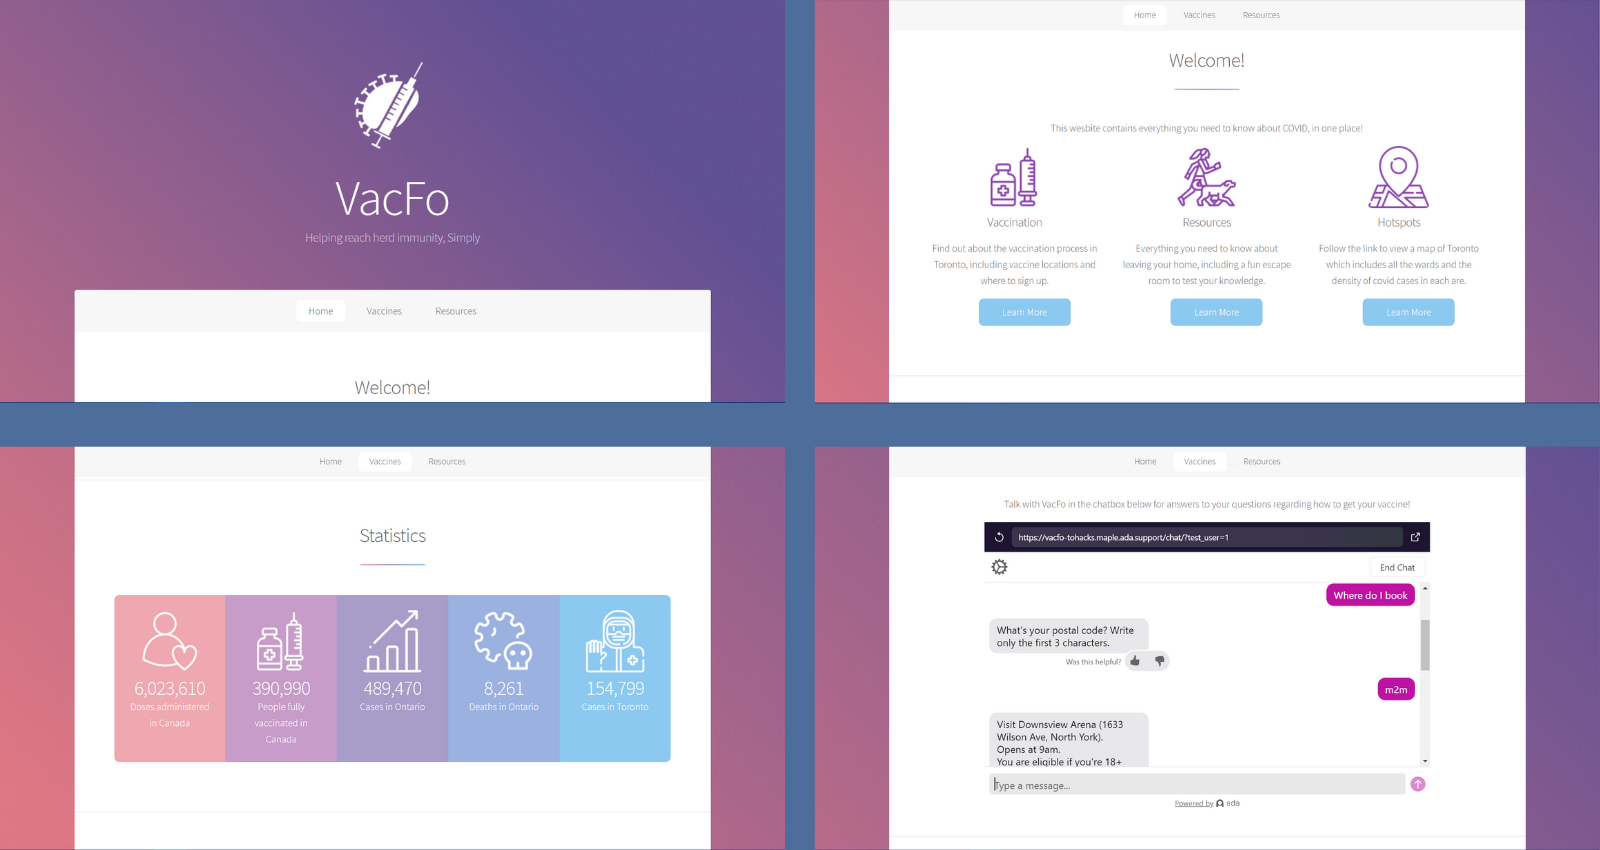 VacFo
Helping reach herd immunity, Simply
Home Vaccines Resources
Welcome!
Home Vaccines Resources
Welcome!
This wesbite contains everything you need to know about COVID, in one place!
Vaccination
Find out about the vaccination process in
Toronto, including vaccine locations and
where to sign up.
Learn More
Resources
Everything you need to know about
leaving your home, including a fun escape
room to test your knowledge.
Learn More
Hotspots
Follow the link to view a map of Toronto
which includes all the wards and the
density of covid cases in each are.
Learn More
Home Vaccines Resources
Statistics
6,023,610
Doses administered
in Canada
390,990
People fully
vaccinated in
Canada
489,470
Cases in Ontario
8,261
Deaths in Ontario
154,799
Cases in Toronto
Home Vaccines Resources
Talk with VacFo in the chatbox below for answers to your questions regarding how to get your vaccine!
https://vacfo-tohacks.maple.ada.support/chat/?test_user=1
End Chat
Where do I book
What's your postal code? Write
only the first 3 characters.
Was this helpful?
m2m
Visit Downsview Arena (1633
Wilson Ave, North York).
Opens at 9am.
You are eligible if you're 18+
Type a message...
Powered by ada